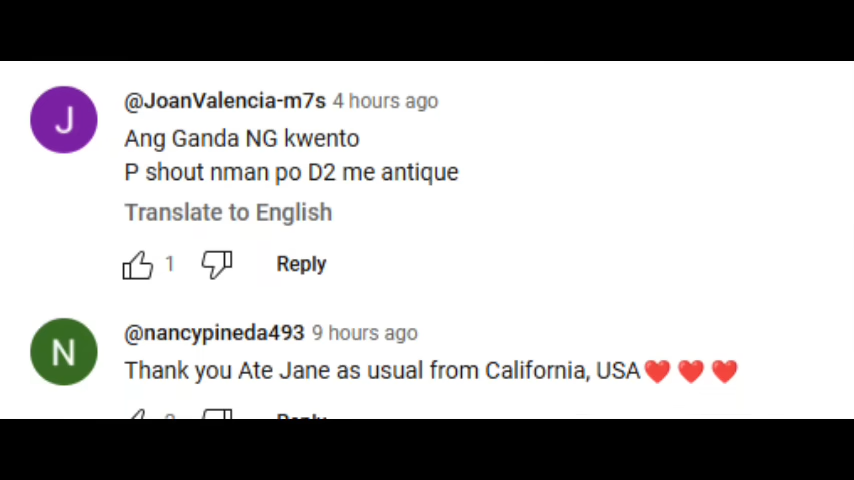 J
@JoanValencia-m7s 4 hours ago
Ang Ganda NG kwento
P shout nman po D2 me antique
Translate to English
1
Reply
N
@nancypineda493 9 hours ago
Thank you Ate Jane as usual from California, USA❤️ ❤️ ❤️
Reply